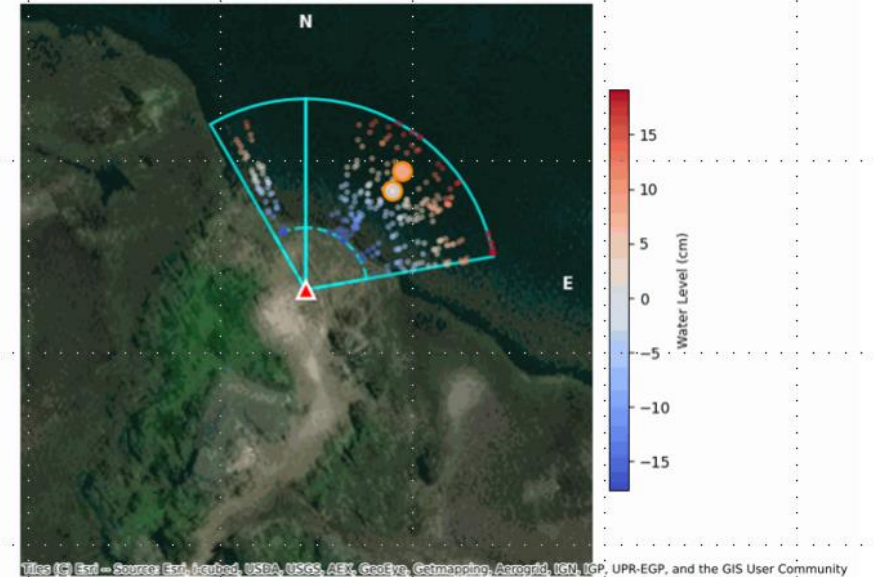 N
E
15
10
5
0
−5
−10
−15
Water Level (cm)
Tiles (C) Esri -- Source: Esri, i-cubed, USDA, USGS, AEX, GeoEye, Getmapping, Aerogrid, IGN, IGP, UPR-EGP, and the GIS User Community